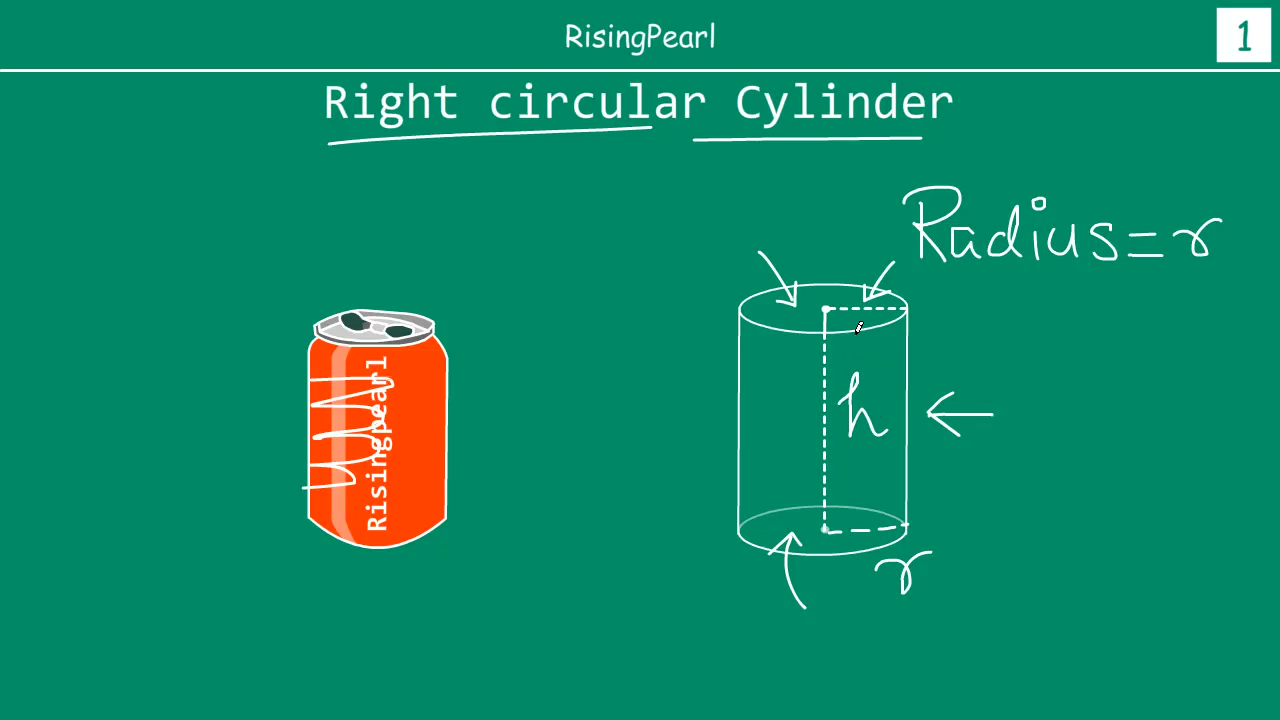 RisingPearl
1
Right circular Cylinder
Radius = r
Risingpearl
h
r